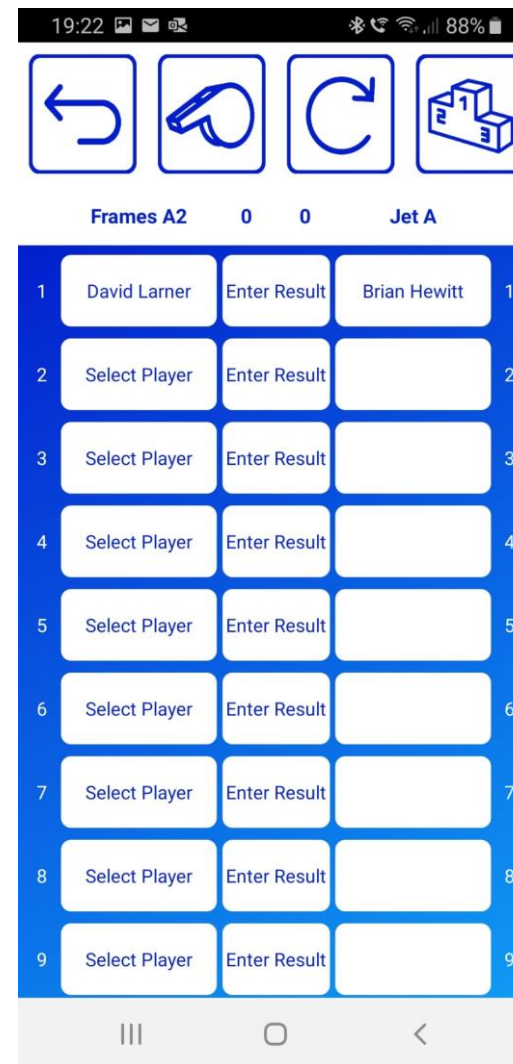 19:22 88%
2 1 3
Frames A2 0 0 Jet A
1 David Larner Enter Result Brian Hewitt 1
2 Select Player Enter Result 2
3 Select Player Enter Result 3
4 Select Player Enter Result 4
5 Select Player Enter Result 5
6 Select Player Enter Result 6
7 Select Player Enter Result 7
8 Select Player Enter Result 8
9 Select Player Enter Result 9